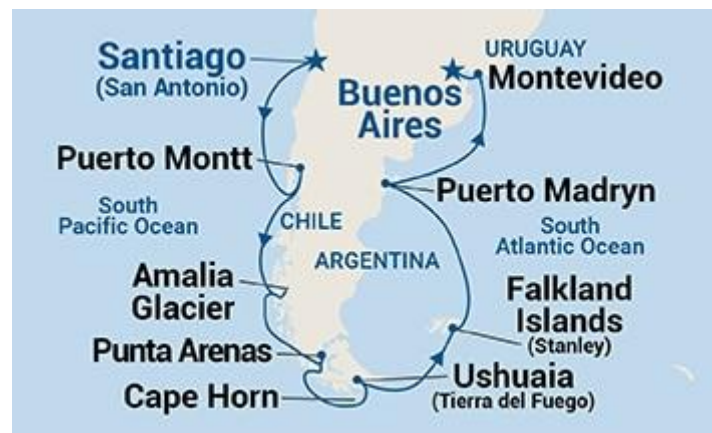 Santiago
(San Antonio)
URUGUAY
Montevideo
Buenos
Aires
Puerto Montt
Puerto Madryn
South
Pacific Ocean
CHILE
South
Atlantic Ocean
ARGENTINA
Amalia
Glacier
Falkland
Islands
(Stanley)
Punta Arenas
Ushuaia
(Tierra del Fuego)
Cape Horn